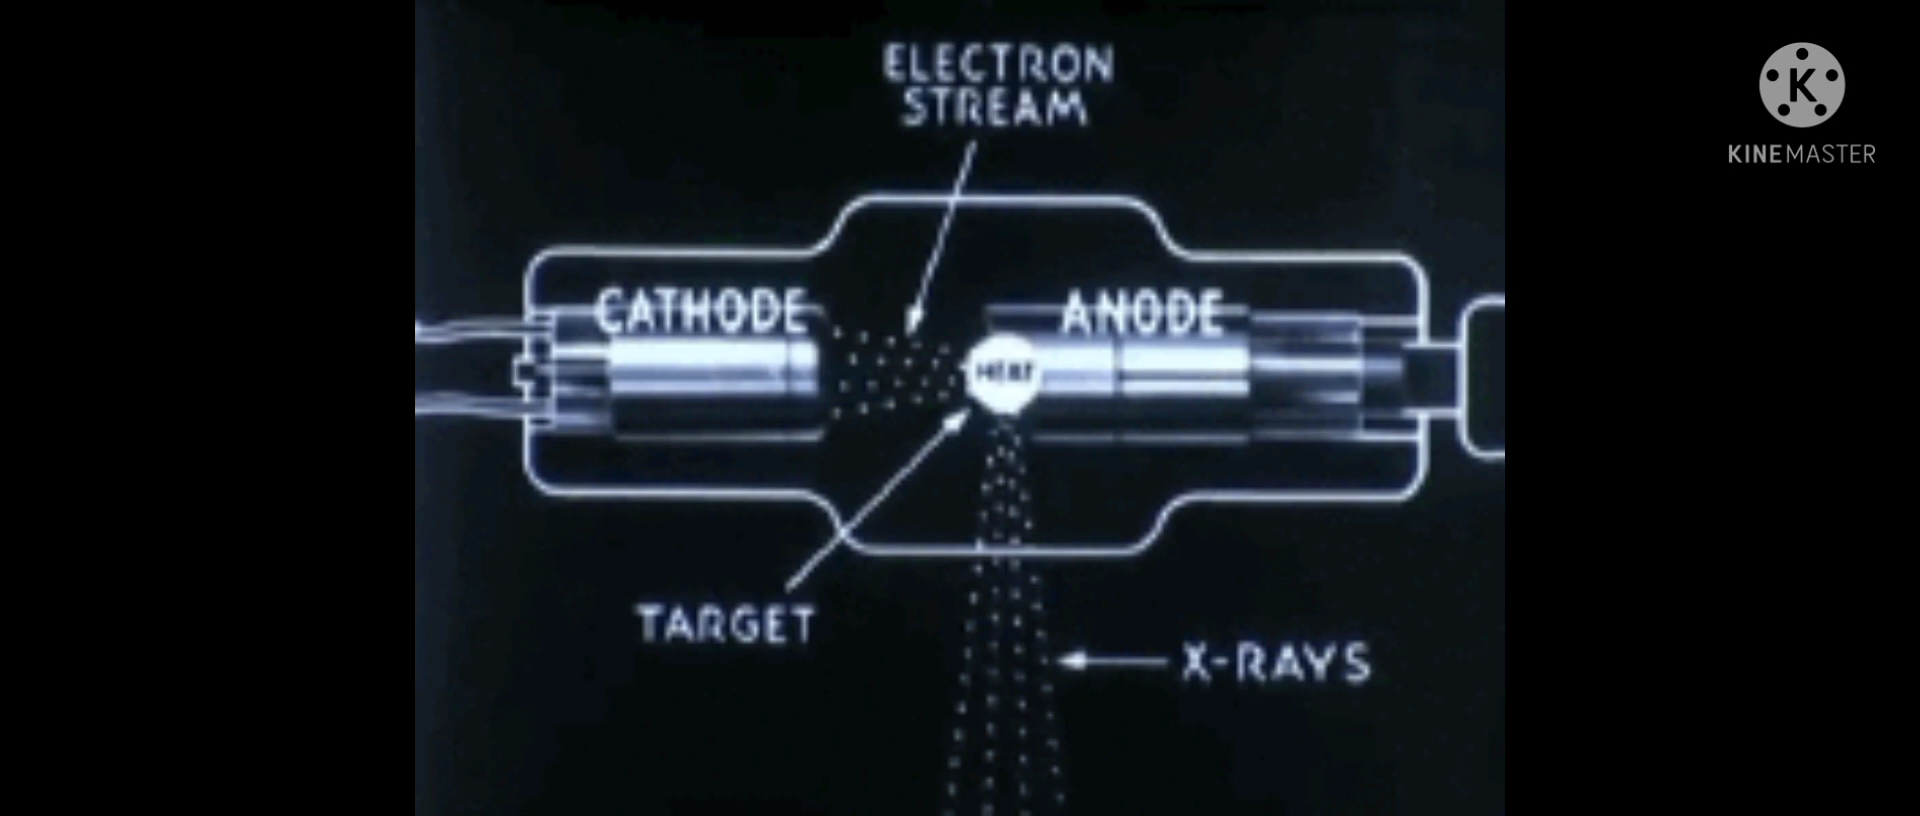 ELECTRON
STREAM
KINEMASTER
CATHODE
ANODE
HEAT
TARGET
X-RAYS